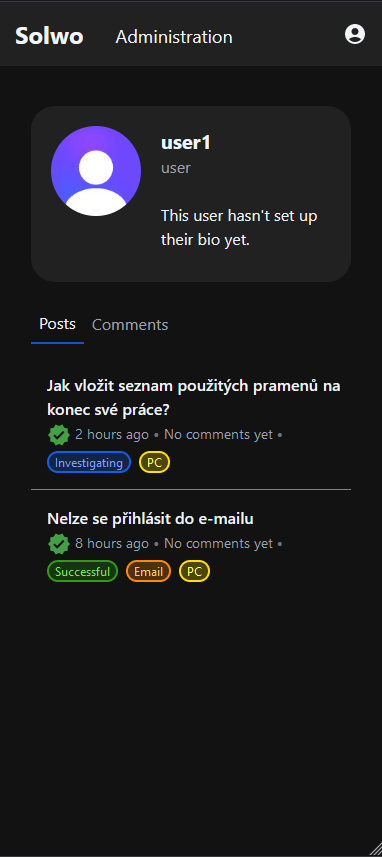 Solwo Administration
user1
user
This user hasn't set up
their bio yet.
Posts Comments
Jak vložit seznam použitých pramenů na
konec své práce?
2 hours ago • No comments yet •
Investigating PC
Nelze se přihlásit do e-mailu
8 hours ago • No comments yet •
Successful Email PC